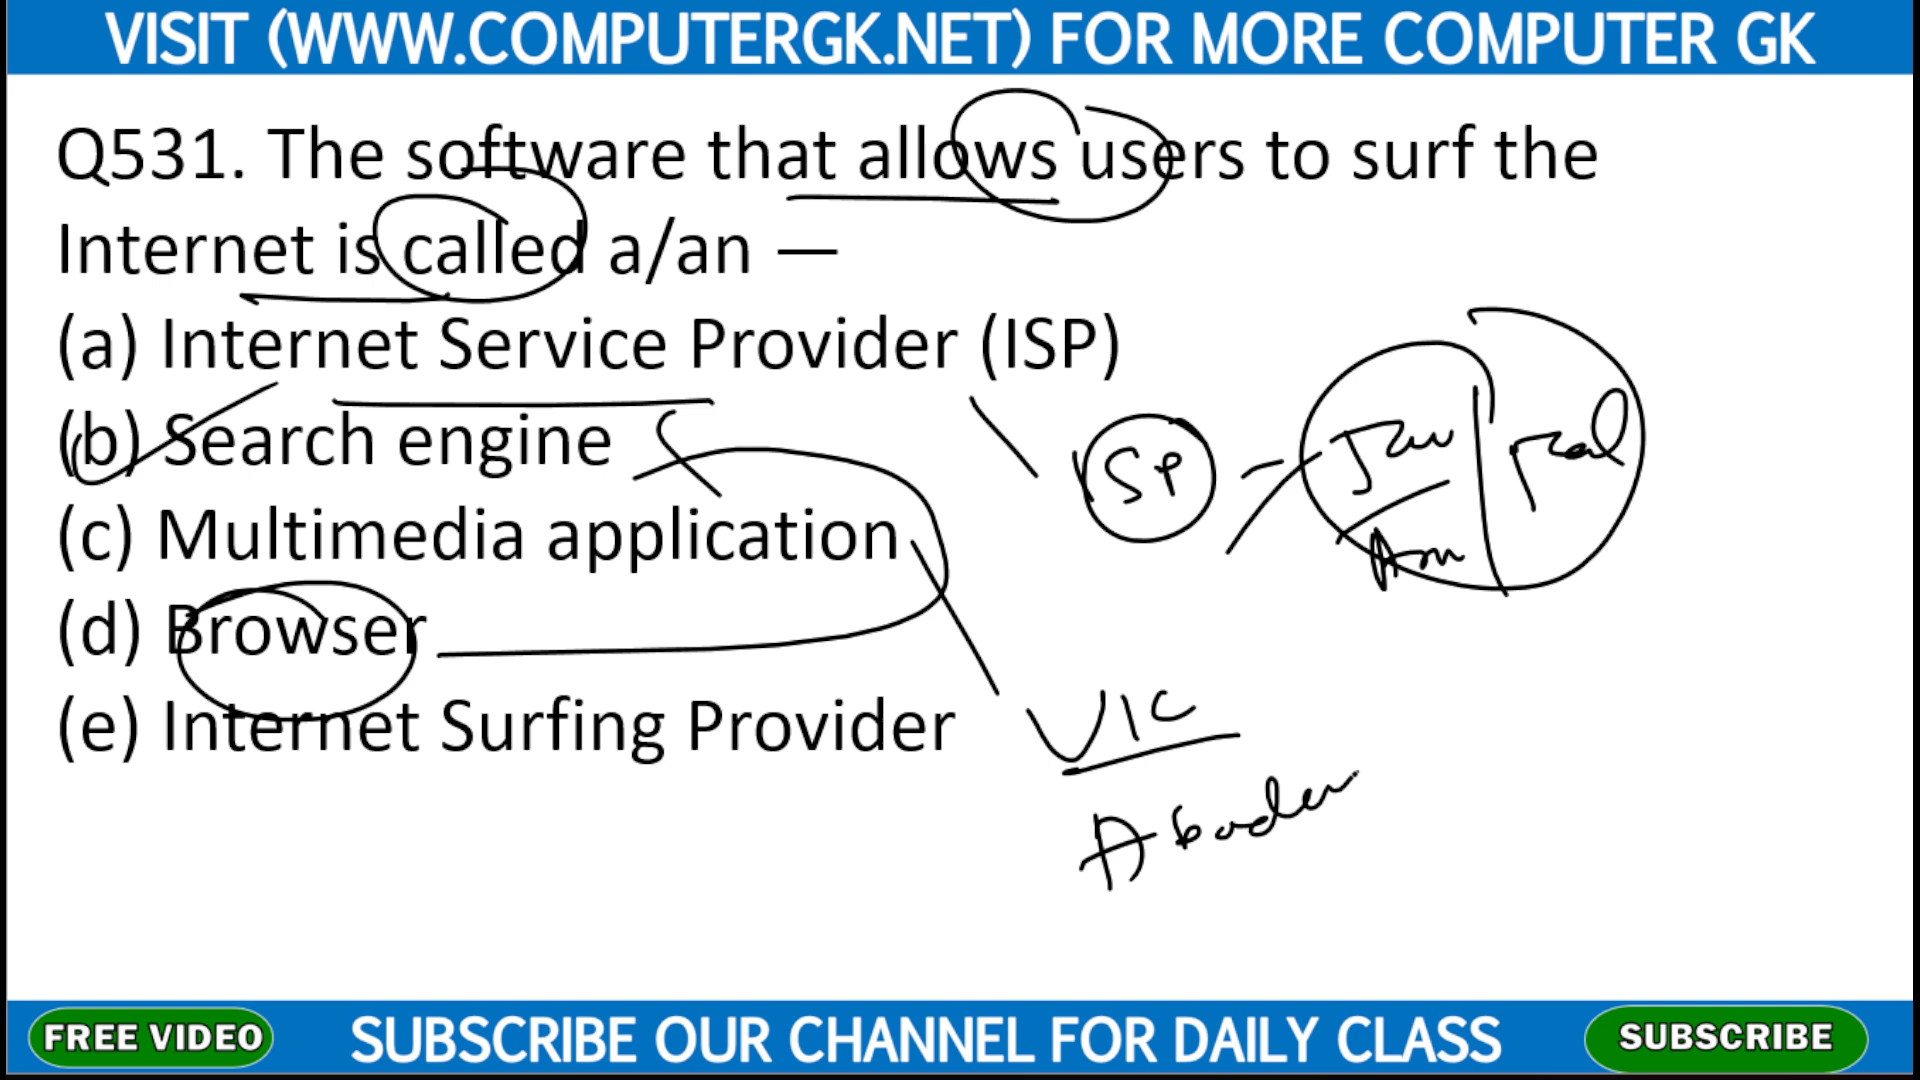 VISIT (WWW.COMPUTERGK.NET) FOR MORE COMPUTER GK
Q531. The software that allows users to surf the
Internet is called a/an —
(a) Internet Service Provider (ISP)
(b) Search engine
(c) Multimedia application
(d) Browser
(e) Internet Surfing Provider
ISP
FREE VIDEO
SUBSCRIBE OUR CHANNEL FOR DAILY CLASS
SUBSCRIBE